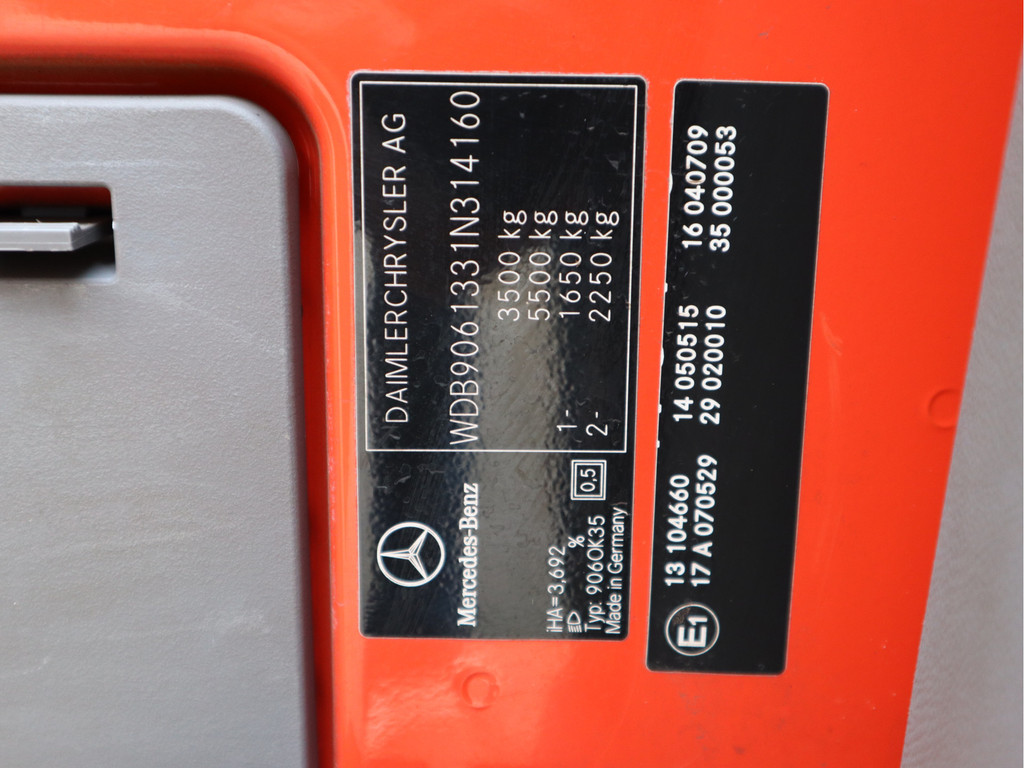 DAIMLERCHRYSLER AG
WDB9061331N314160
3500 kg
5500 kg
1- 1650 kg
2- 2250 kg
Mercedes-Benz
iHA=3,692
% 0,5
Typ: 906OK35
Made in Germany
E1
13 104660 14 050515 16 040709
17 A 070529 29 020010 35 000053